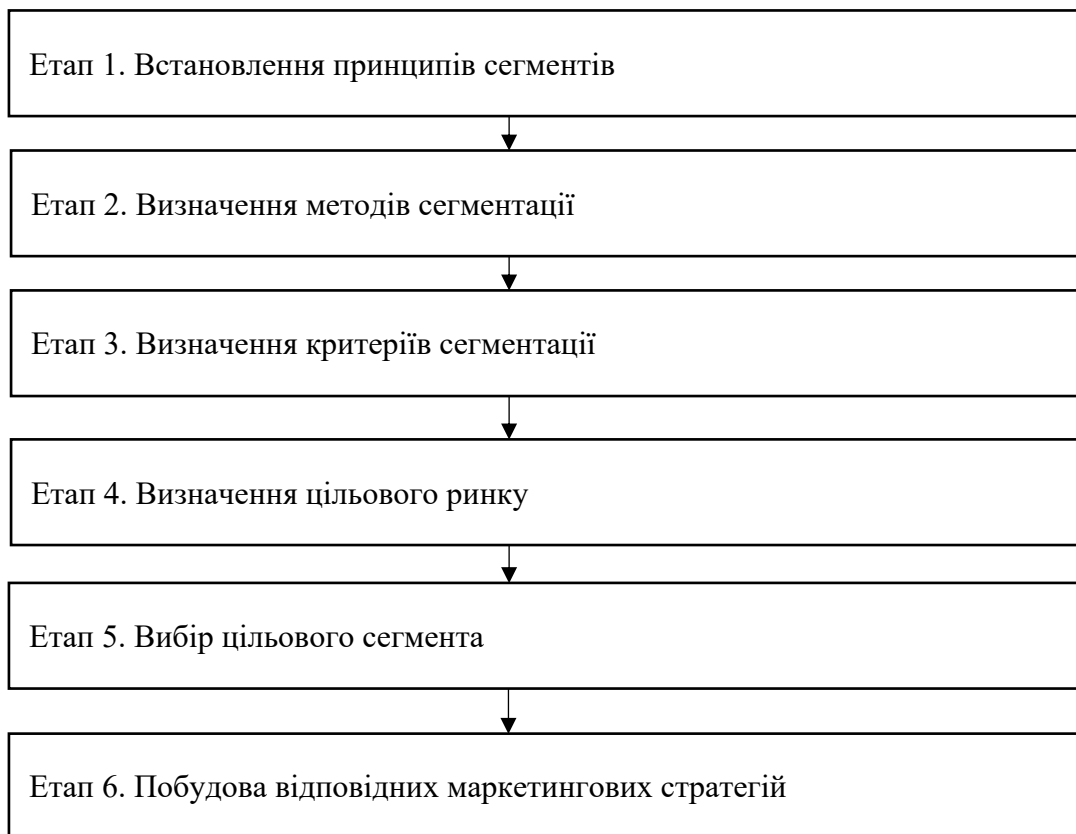 Етап 1. Встановлення принципів сегментів
Етап 2. Визначення методів сегментації
Етап 3. Визначення критеріїв сегментації
Етап 4. Визначення цільового ринку
Етап 5. Вибір цільового сегмента
Етап 6. Побудова відповідних маркетингових стратегій